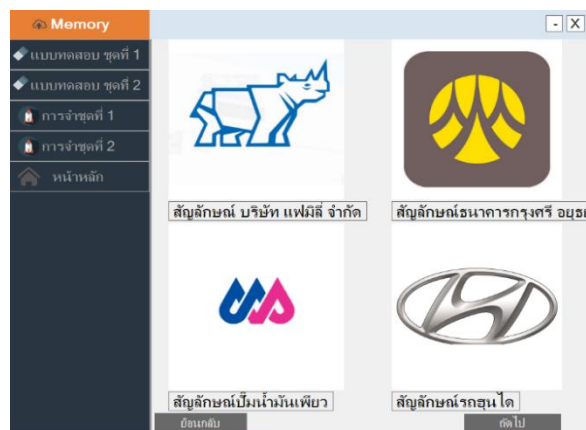 Memory
- X
แบบทดสอบ ชุดที่ 1
แบบทดสอบ ชุดที่ 2
การจำชุดที่ 1
การจำชุดที่ 2
หน้าหลัก
สัญลักษณ์ บริษัท แฟมิลี่ จำกัด
สัญลักษณ์ธนาคารกรุงศรี
สัญลักษณ์ปั๊มน้ำมันเพียว
สัญลักษณ์รถฮุนได
ย้อนกลับ
ถัดไป